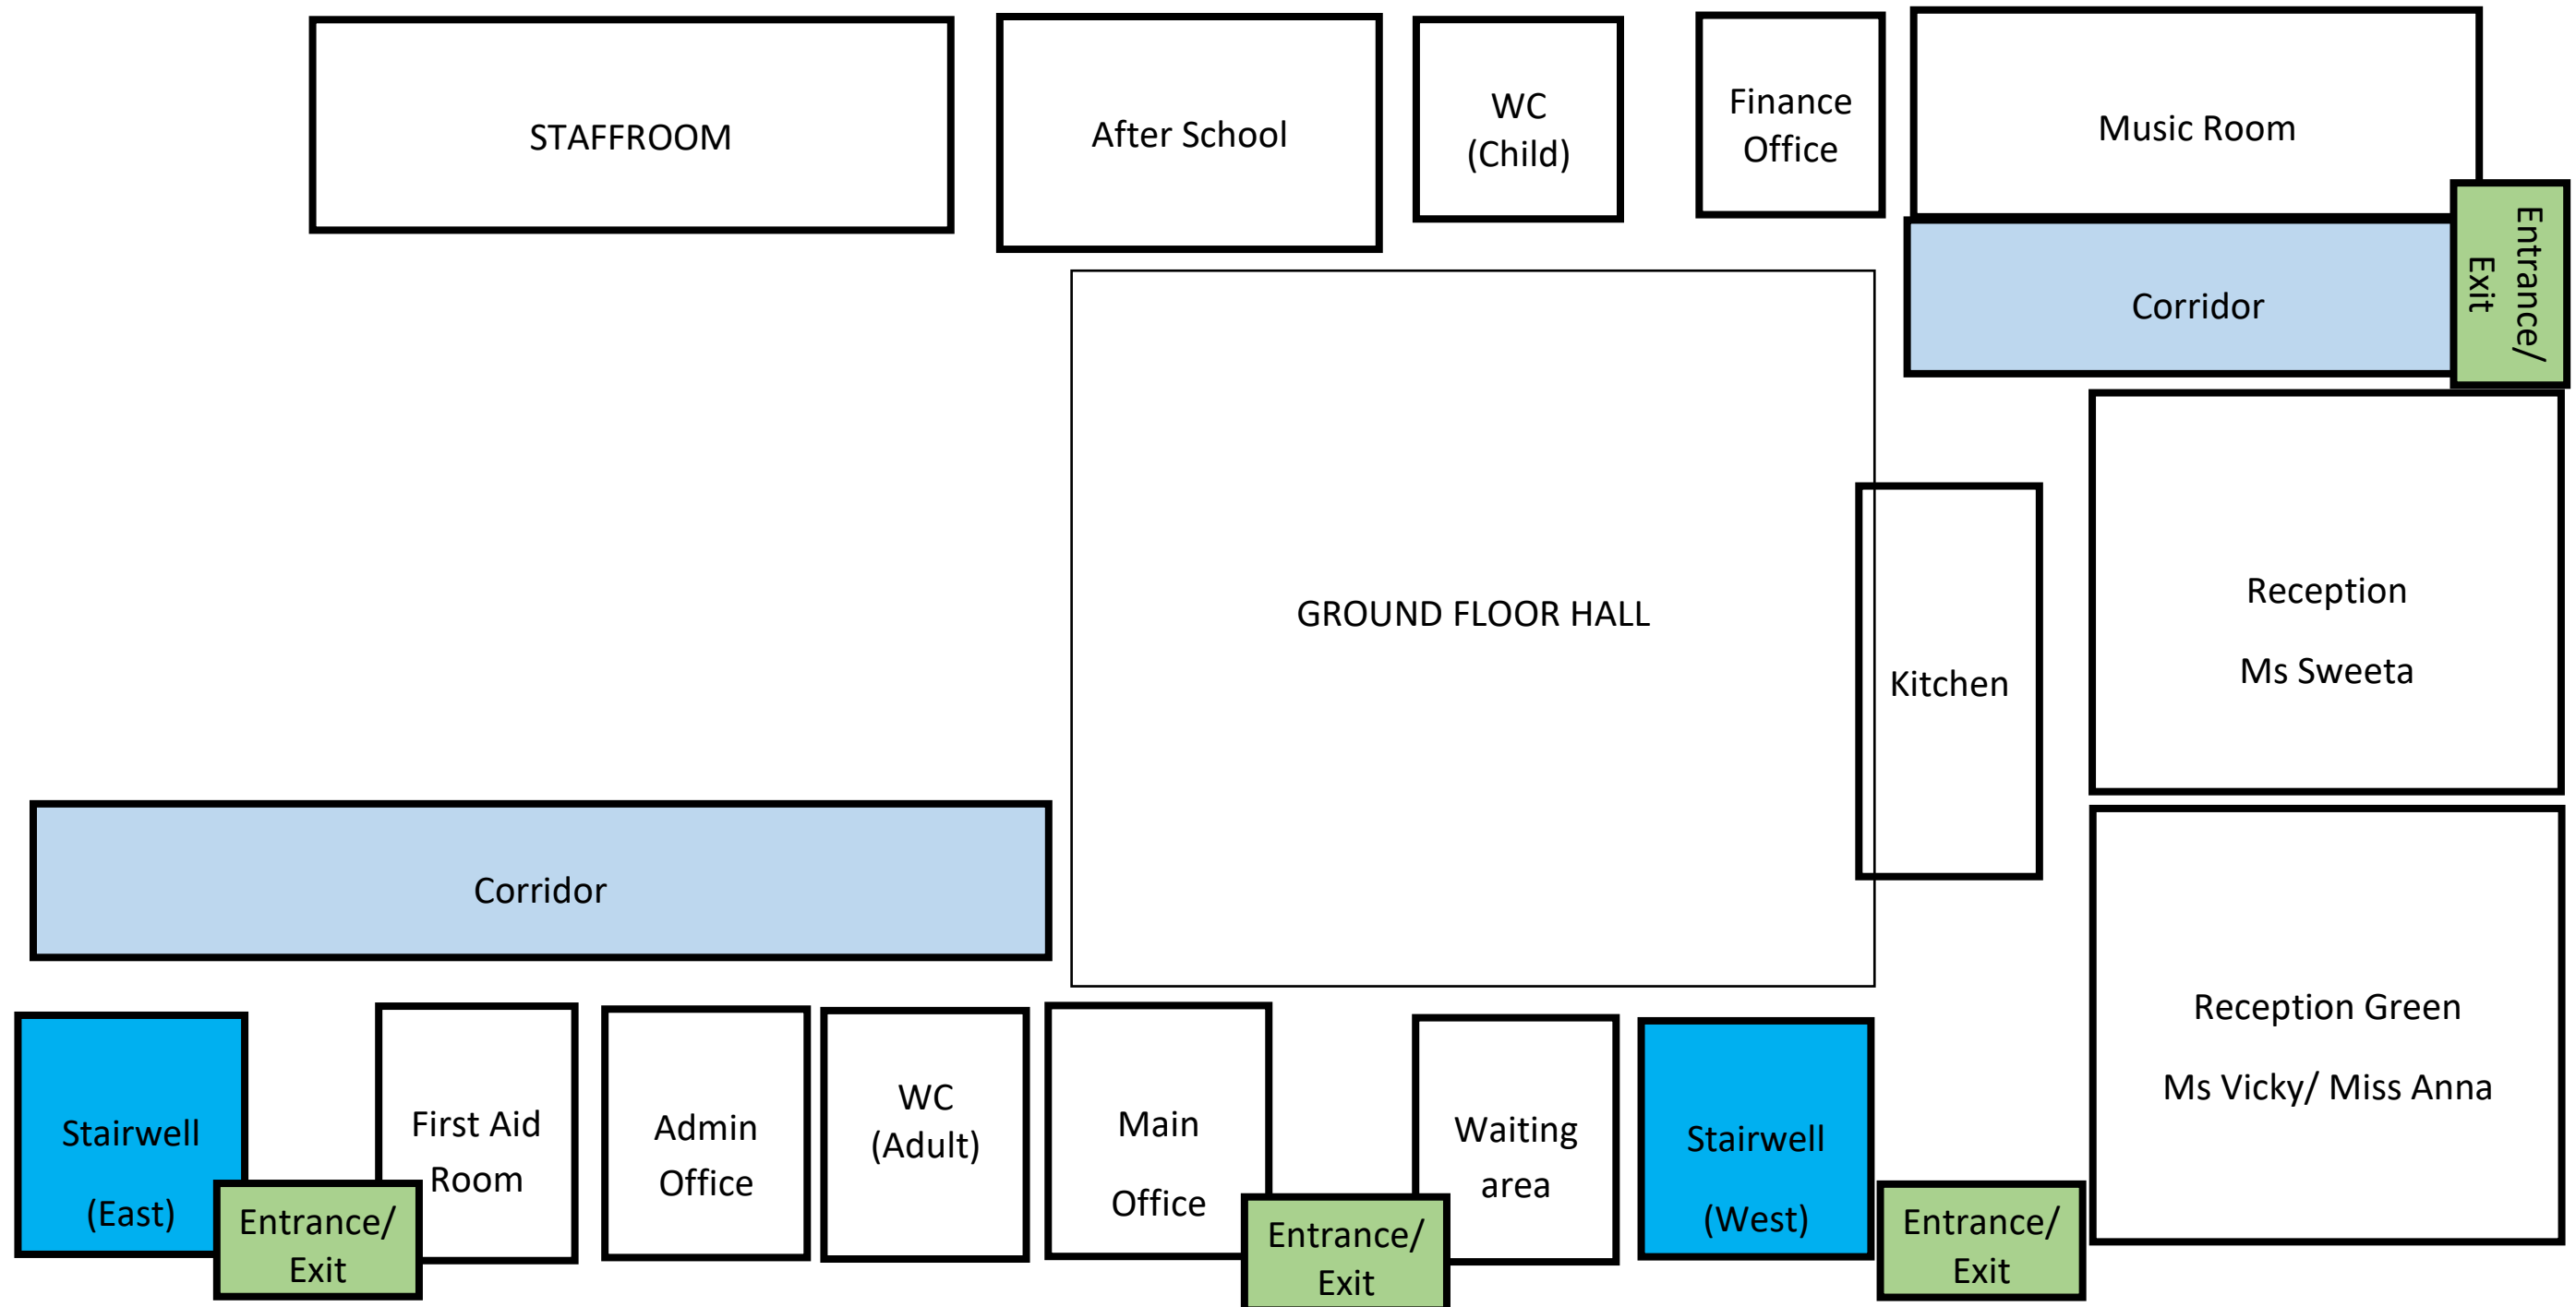 STAFFROOM
After School
WC
(Child)
Finance
Office
Music Room
Entrance/
Exit
Corridor
GROUND FLOOR HALL
Kitchen
Reception
Ms Sweeta
Corridor
Reception Green
Ms Vicky/ Miss Anna
Stairwell
(East)
Entrance/
Exit
First Aid
Room
Admin
Office
WC
(Adult)
Main
Office
Entrance/
Exit
Waiting
area
Stairwell
(West)
Entrance/
Exit